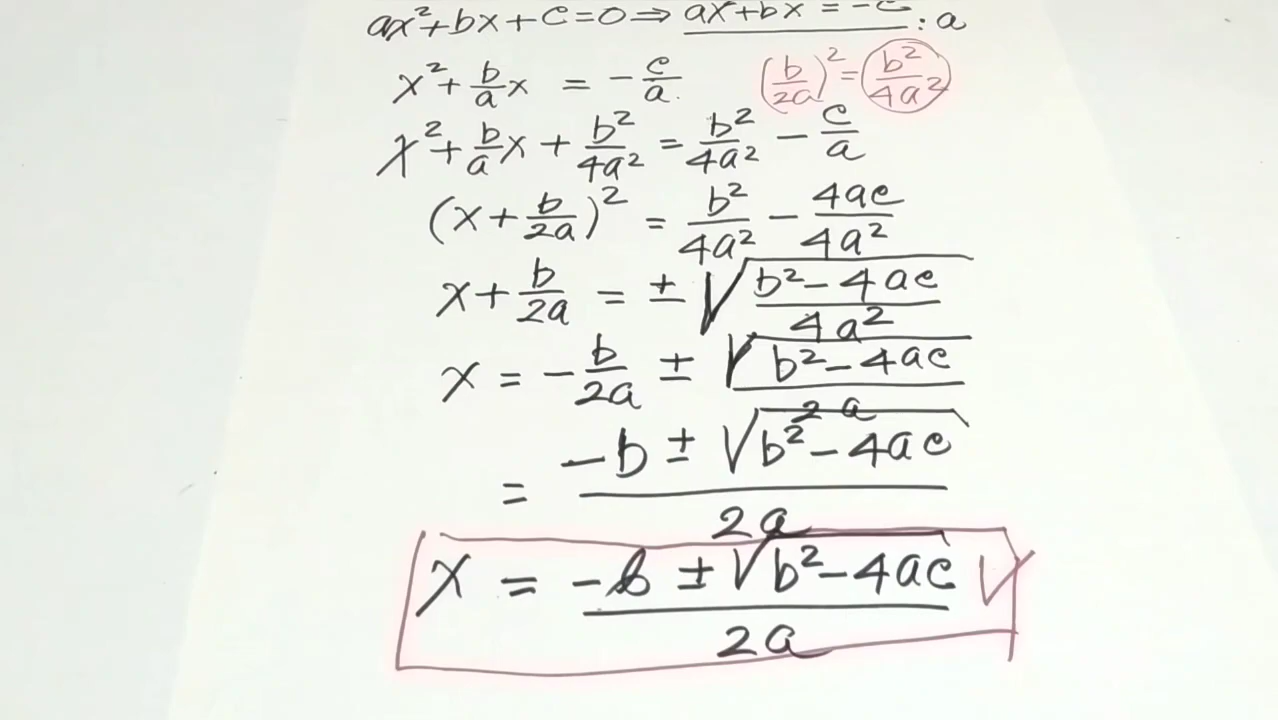 ax²+bx+c=0⇒ ax²+bx = -c : a
x²+b/a x = -c/a. (b/2a)²=b²/4a²
x²+b/a x+b²/4a²=b²/4a²-c/a
(x+b/2a)²=b²/4a²-4ac/4a²
x+b/2a=±√(b²-4ac/4a²)
x=-b/2a±√b²-4ac/2a
=-b±√b²-4ac/2a
x=-b±√b²-4ac/2a ✓